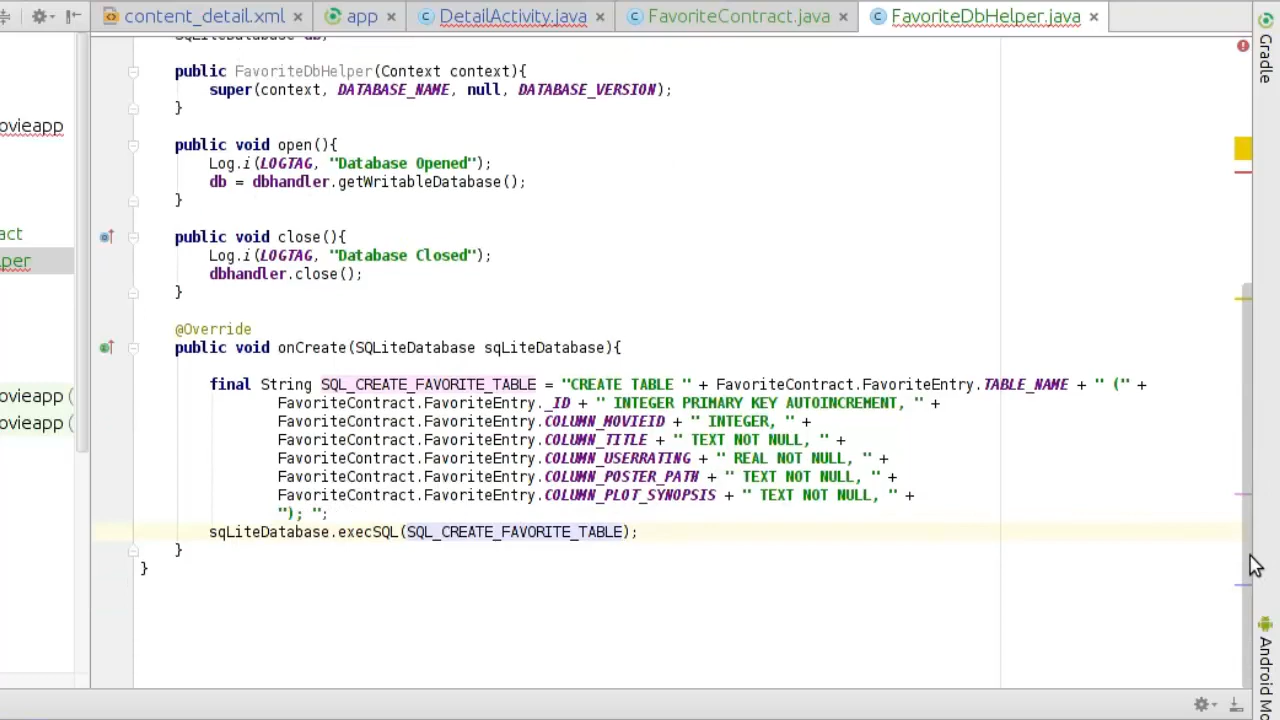 content_detail.xml app DetailActivity.java FavoriteContract.java FavoriteDbHelper.java
public FavoriteDbHelper(Context context){
super(context, DATABASE_NAME, null, DATABASE_VERSION);
}
public void open(){
Log.i(LOGTAG, "Database Opened");
db = dbhandler.getWritableDatabase();
}
public void close(){
Log.i(LOGTAG, "Database Closed");
dbhandler.close();
}
@Override
public void onCreate(SQLiteDatabase sqLiteDatabase){
final String SQL_CREATE_FAVORITE_TABLE = "CREATE TABLE " + FavoriteContract.FavoriteEntry.TABLE_NAME + " (" +
FavoriteContract.FavoriteEntry._ID + " INTEGER PRIMARY KEY AUTOINCREMENT, " +
FavoriteContract.FavoriteEntry.COLUMN_MOVIEID + " INTEGER, " +
FavoriteContract.FavoriteEntry.COLUMN_TITLE + " TEXT NOT NULL, " +
FavoriteContract.FavoriteEntry.COLUMN_USERRATING + " REAL NOT NULL, " +
FavoriteContract.FavoriteEntry.COLUMN_POSTER_PATH + " TEXT NOT NULL, " +
FavoriteContract.FavoriteEntry.COLUMN_PLOT_SYNOPSIS + " TEXT NOT NULL, " +
"); ";
sqLiteDatabase.execSQL(SQL_CREATE_FAVORITE_TABLE);
}
}
ovieapp
act
lper
ovieapp (
ovieapp (
Gradle
Android Mo